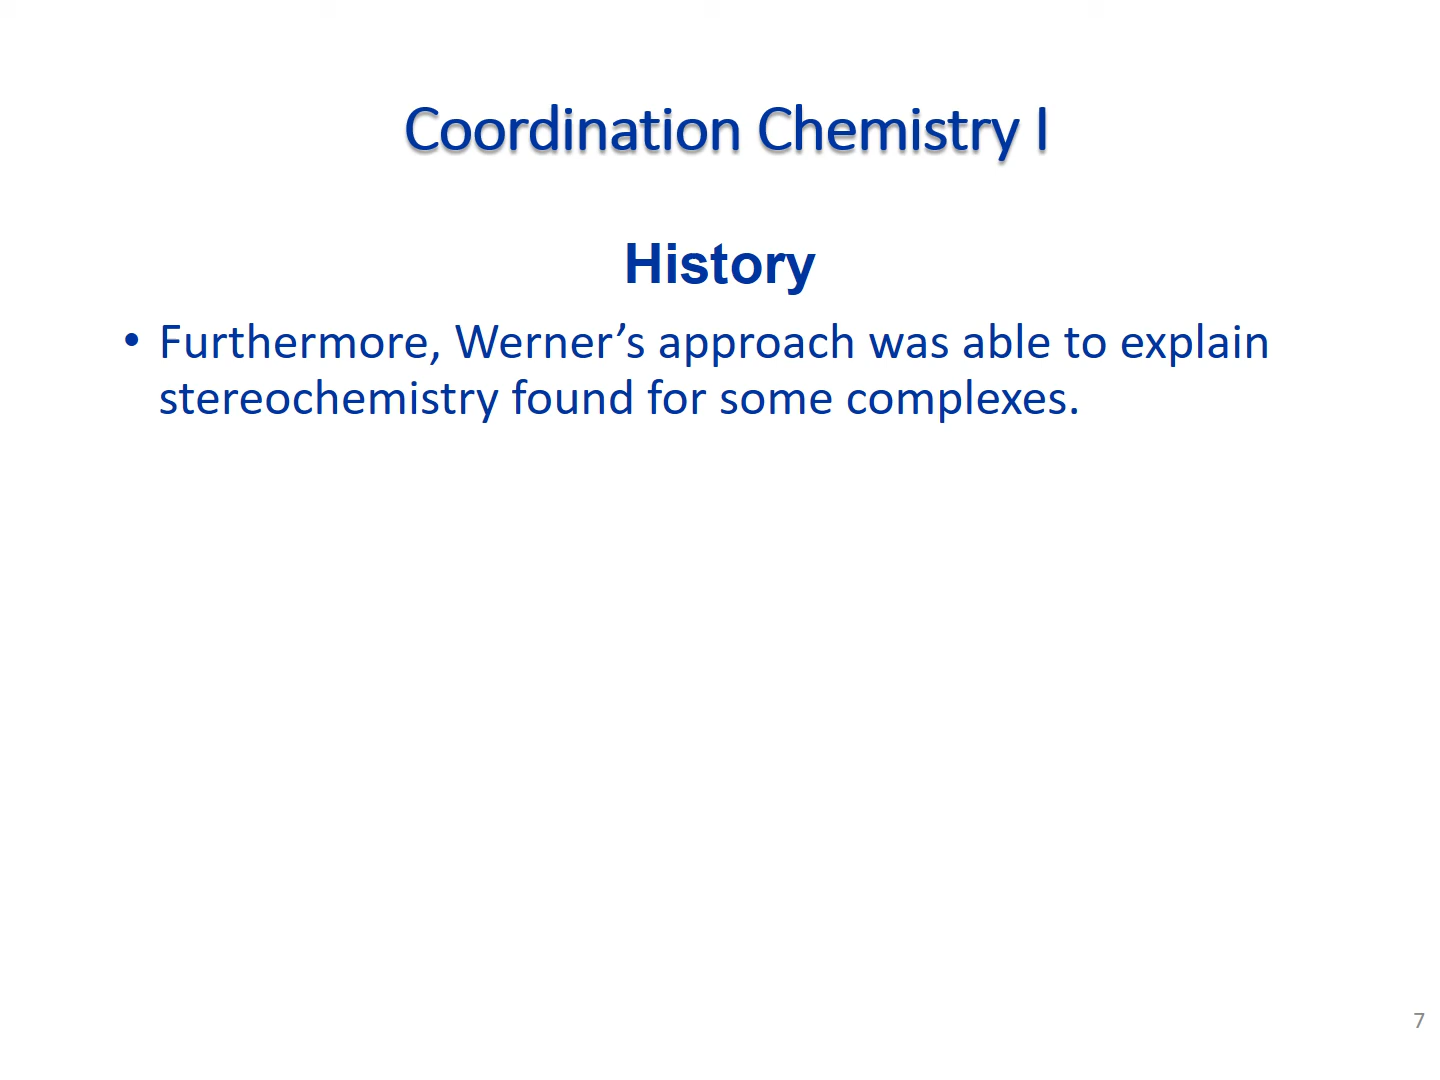 Coordination Chemistry I
History
• Furthermore, Werner’s approach was able to explain
stereochemistry found for some complexes.
7